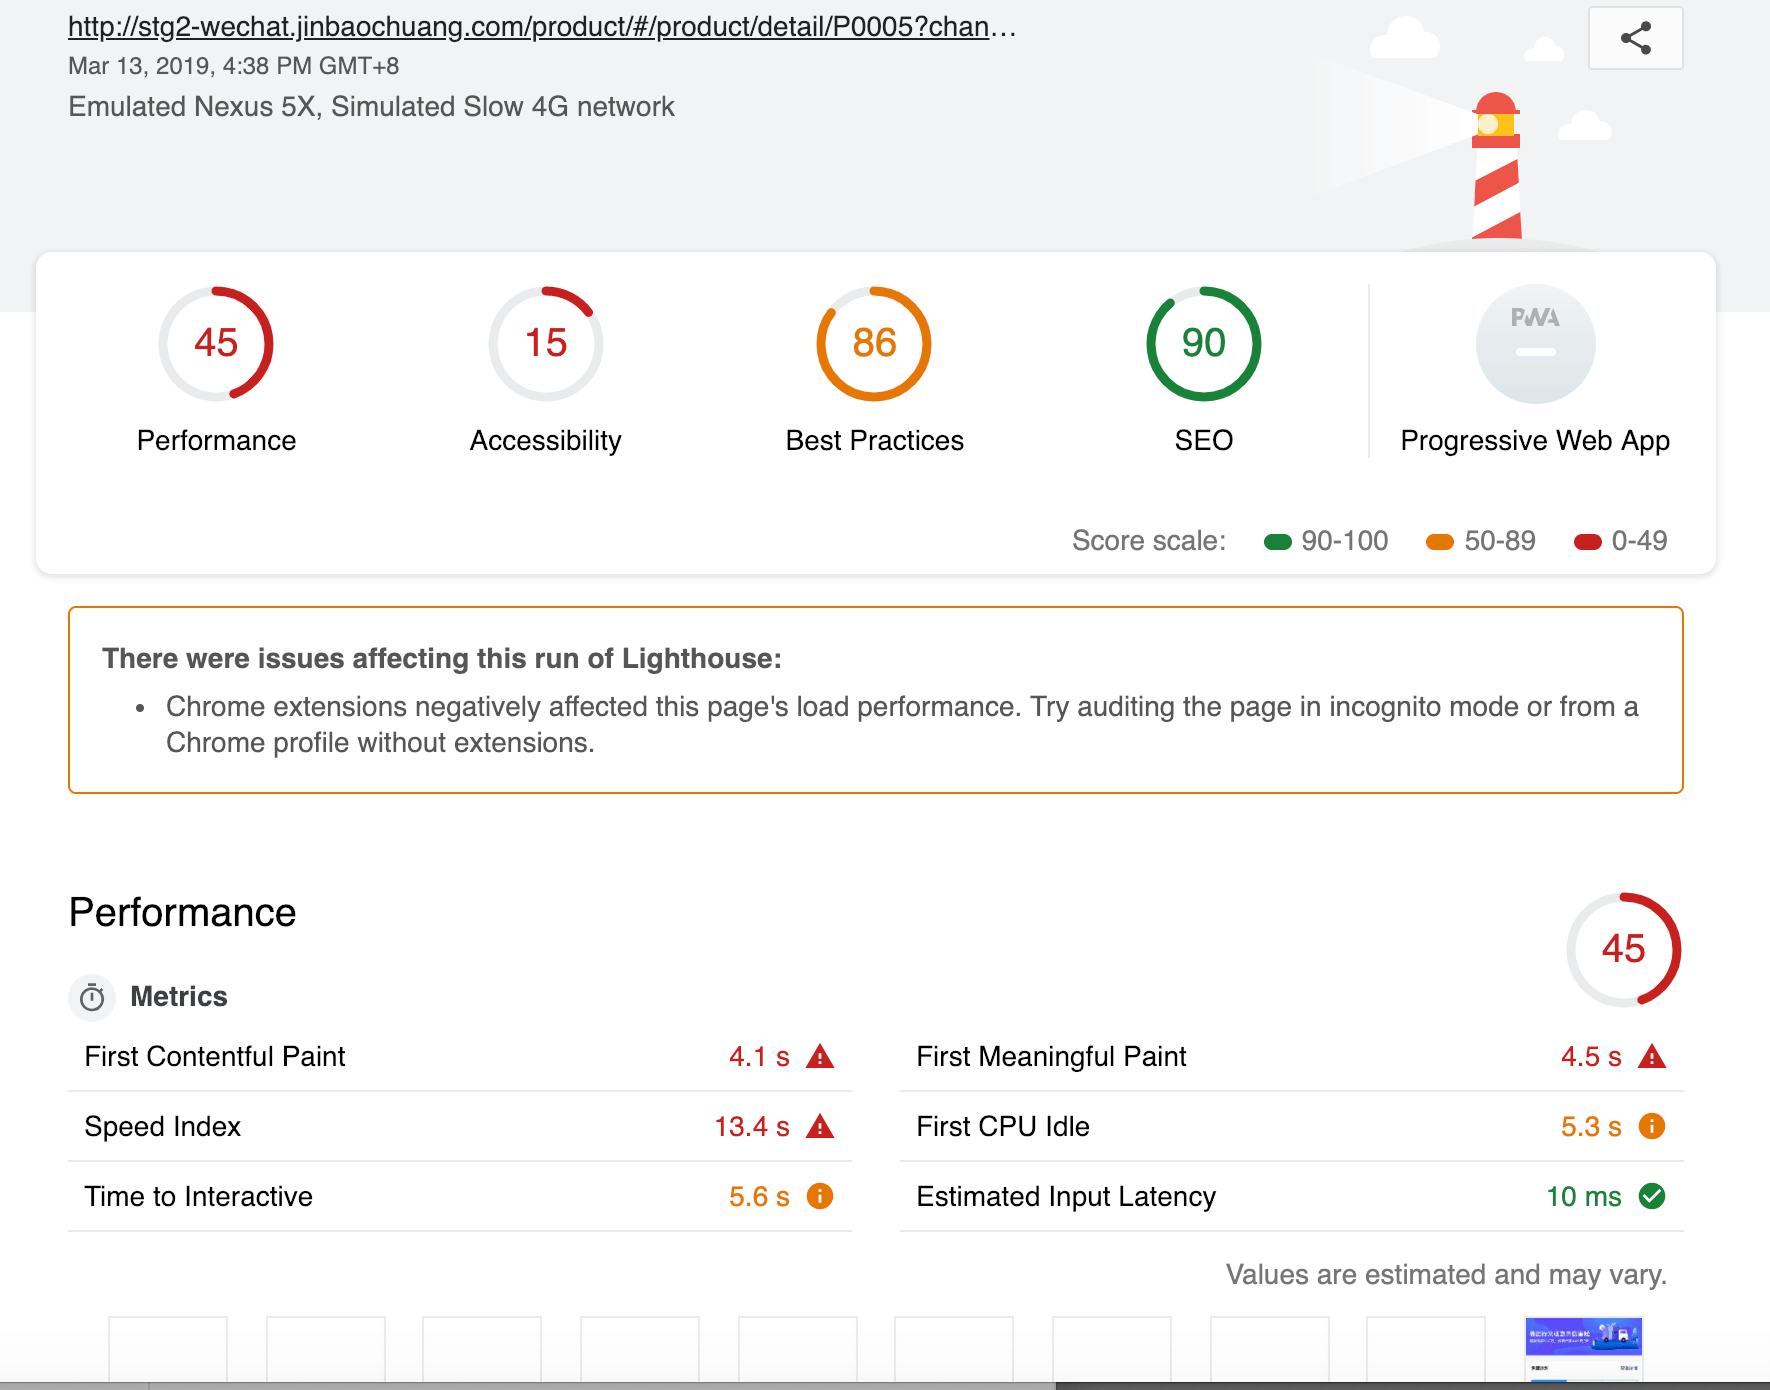 http://stg2-wechat.jinbaochuang.com/product/#/product/detail/P0005?chan…
Mar 13, 2019, 4:38 PM GMT+8
Emulated Nexus 5X, Simulated Slow 4G network
45
15
86
90
PWA
Performance
Accessibility
Best Practices
SEO
Progressive Web App
Score scale:
90-100
50-89
0-49
There were issues affecting this run of Lighthouse:
• Chrome extensions negatively affected this page's load performance. Try auditing the page in incognito mode or from a
Chrome profile without extensions.
Performance
45
Metrics
First Contentful Paint
4.1 s
First Meaningful Paint
4.5 s
Speed Index
13.4 s
First CPU Idle
5.3 s
Time to Interactive
5.6 s
Estimated Input Latency
10 ms
Values are estimated and may vary.